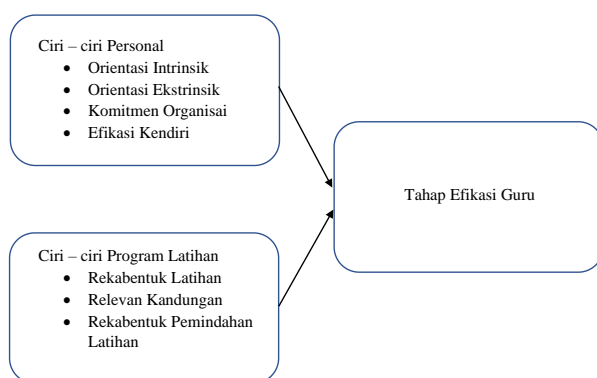 Ciri – ciri Personal
• Orientasi Intrinsik
• Orientasi Ekstrinsik
• Komitmen Organisai
• Efikasi Kendiri
Tahap Efikasi Guru
Ciri – ciri Program Latihan
• Rekabentuk Latihan
• Relevan Kandungan
• Rekabentuk Pemindahan
Latihan